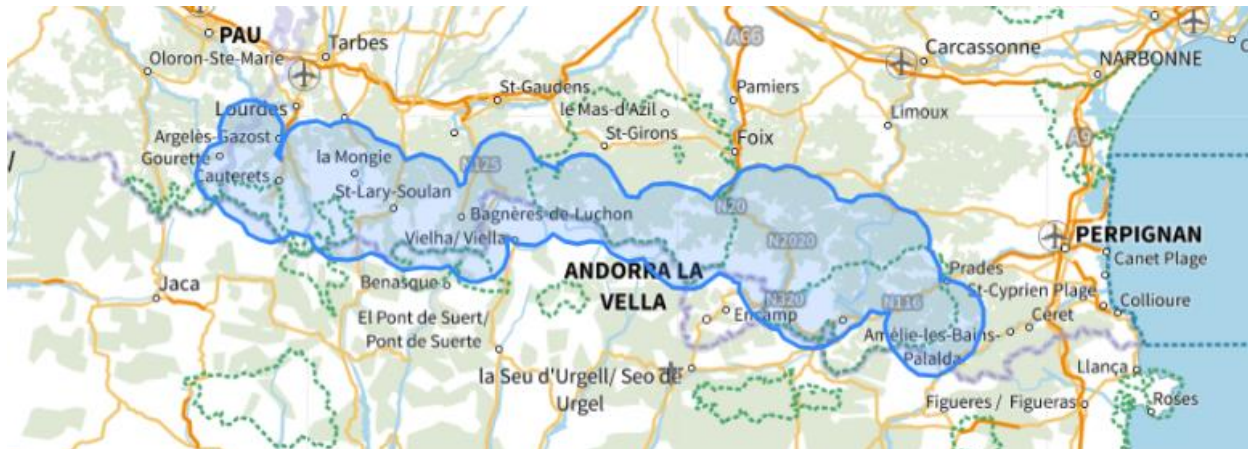 PAU
Tarbes
Oloron-Ste-Marie
A66
Carcassonne
NARBONNE
St-Gaudens
Pamiers
Lourdes
le Mas-d'Azil
Limoux
Argelès-Gazost
St-Girons
Foix
A9
Gourette
la Mongie
N125
Cauterets
St-Lary-Soulan
N20
Bagnères-de-Luchon
Vielha/ Viella
N2020
PERPIGNAN
Canet Plage
ANDORRA LA
VELLA
Prades
Jaca
Benasque
St-Cyprien Plage
N320
N116
Collioure
El Pont de Suert/
Pont de Suerte
Encamp
Céret
Amélie-les-Bains-
Palalda
Llançà
la Seu d'Urgell/ Seo de
Urgel
Figueres / Figueras
Roses